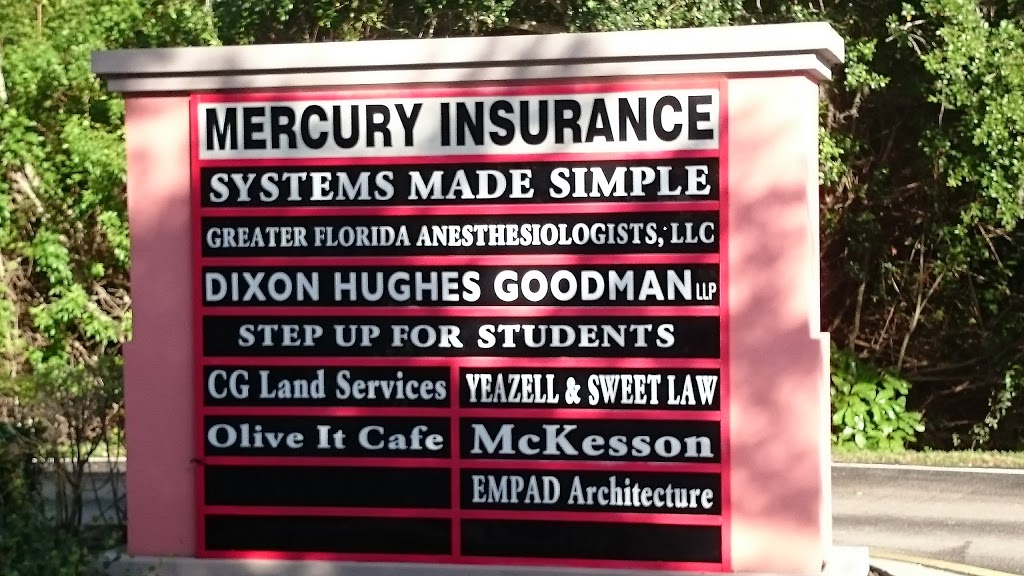 MERCURY INSURANCE
SYSTEMS MADE SIMPLE
GREATER FLORIDA ANESTHESIOLOGISTS, LLC
DIXON HUGHES GOODMAN LLP
STEP UP FOR STUDENTS
CG Land Services
YEAZELL & SWEET LAW
Olive It Cafe
McKesson
EMPAD Architecture